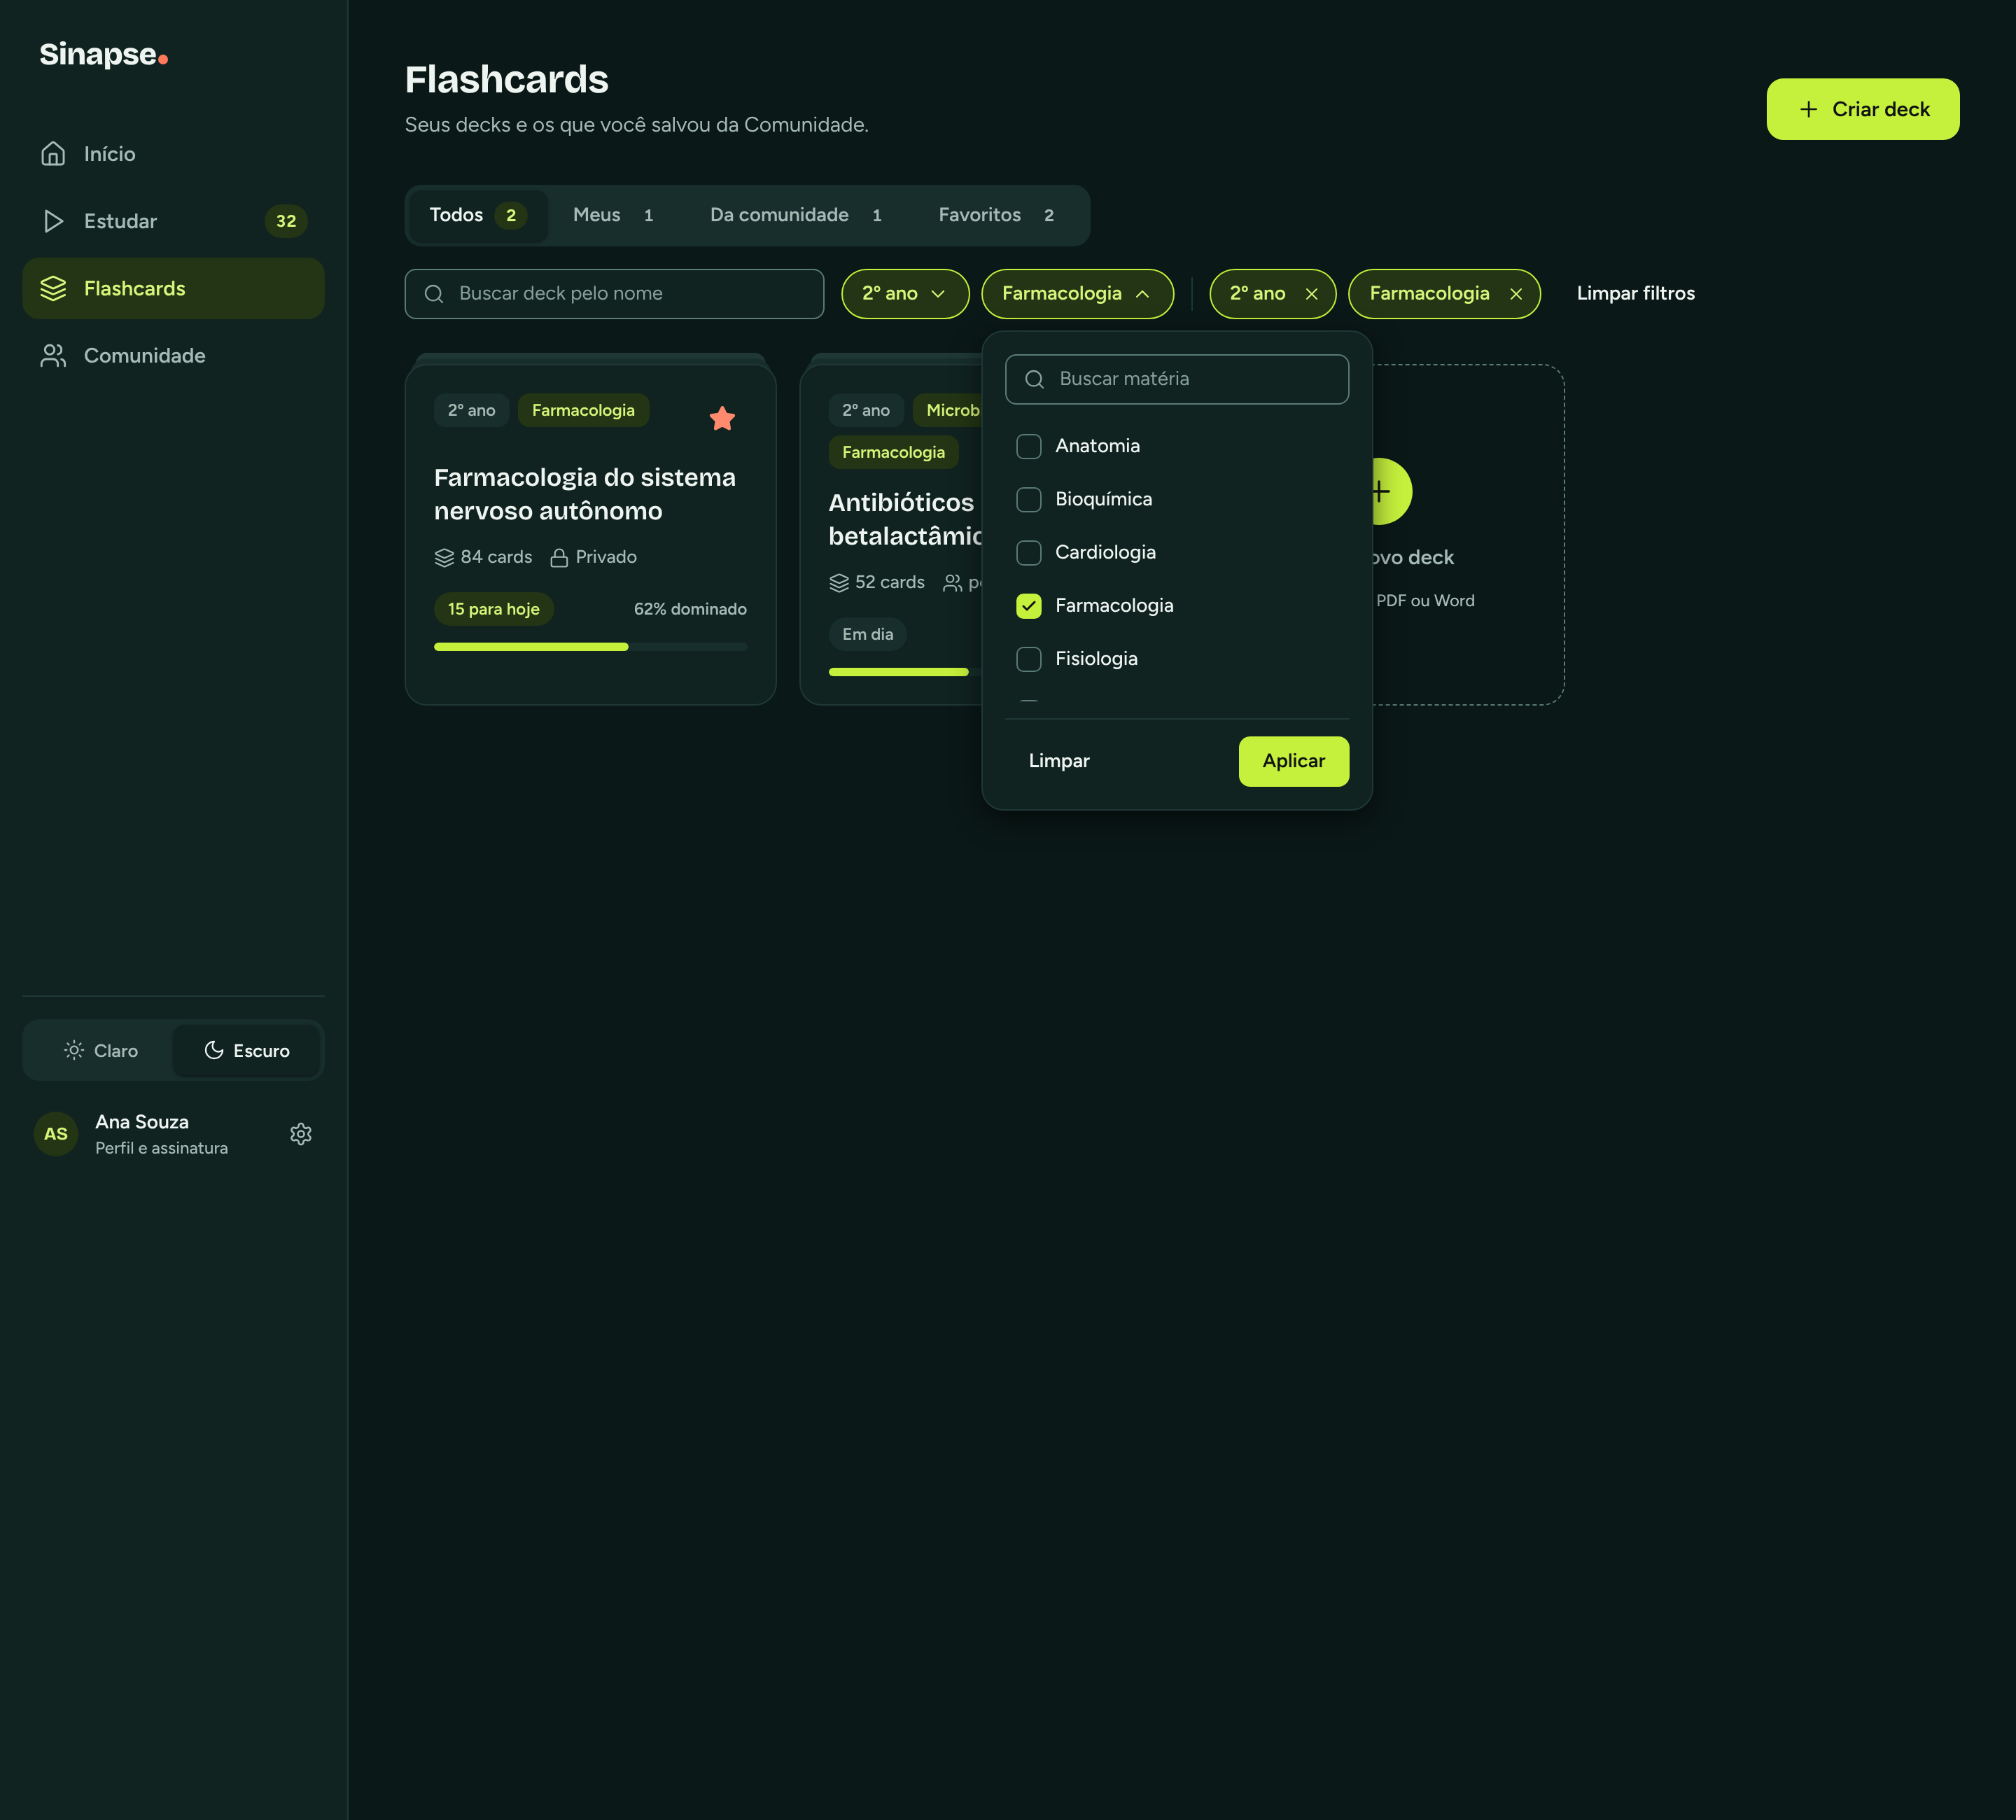 Sinapse.
Início
Estudar
32
Flashcards
Comunidade
Claro
Escuro
AS
Ana Souza
Perfil e assinatura
Flashcards
Seus decks e os que você salvou da Comunidade.
Criar deck
Todos 2
Meus 1
Da comunidade 1
Favoritos 2
Buscar deck pelo nome
2º ano
Farmacologia
2º ano
Farmacologia
Limpar filtros
2º ano
Farmacologia
Farmacologia do sistema
nervoso autônomo
84 cards
Privado
15 para hoje
62% dominado
2º ano
Farmacologia
Antibióticos
52 cards
Em dia
Buscar matéria
Anatomia
Bioquímica
Cardiologia
Farmacologia
Fisiologia
Limpar
Aplicar
deck
PDF ou Word